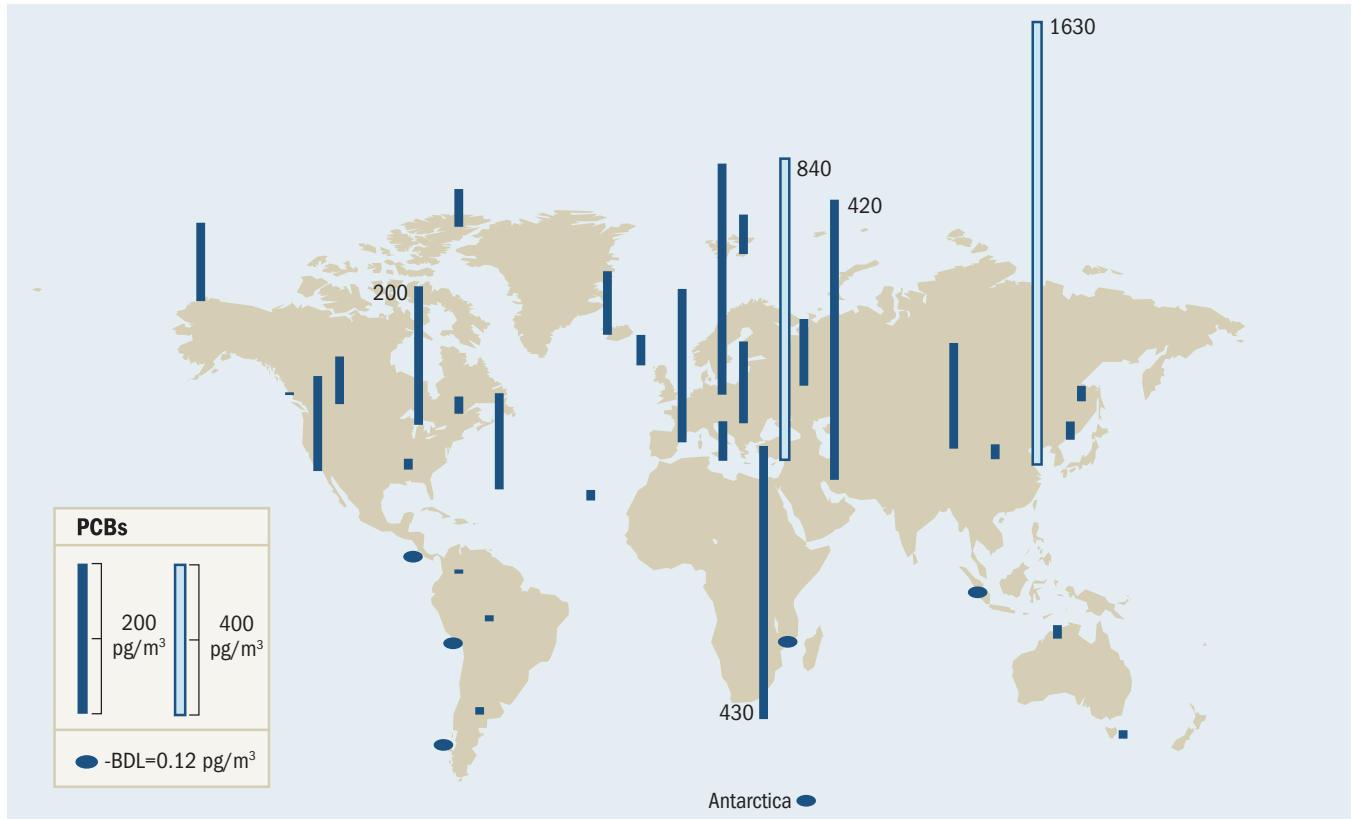 1630
840
420
200
PCBs
200
pg/m³
400
pg/m³
-BDL=0.12 pg/m³
430
Antarctica